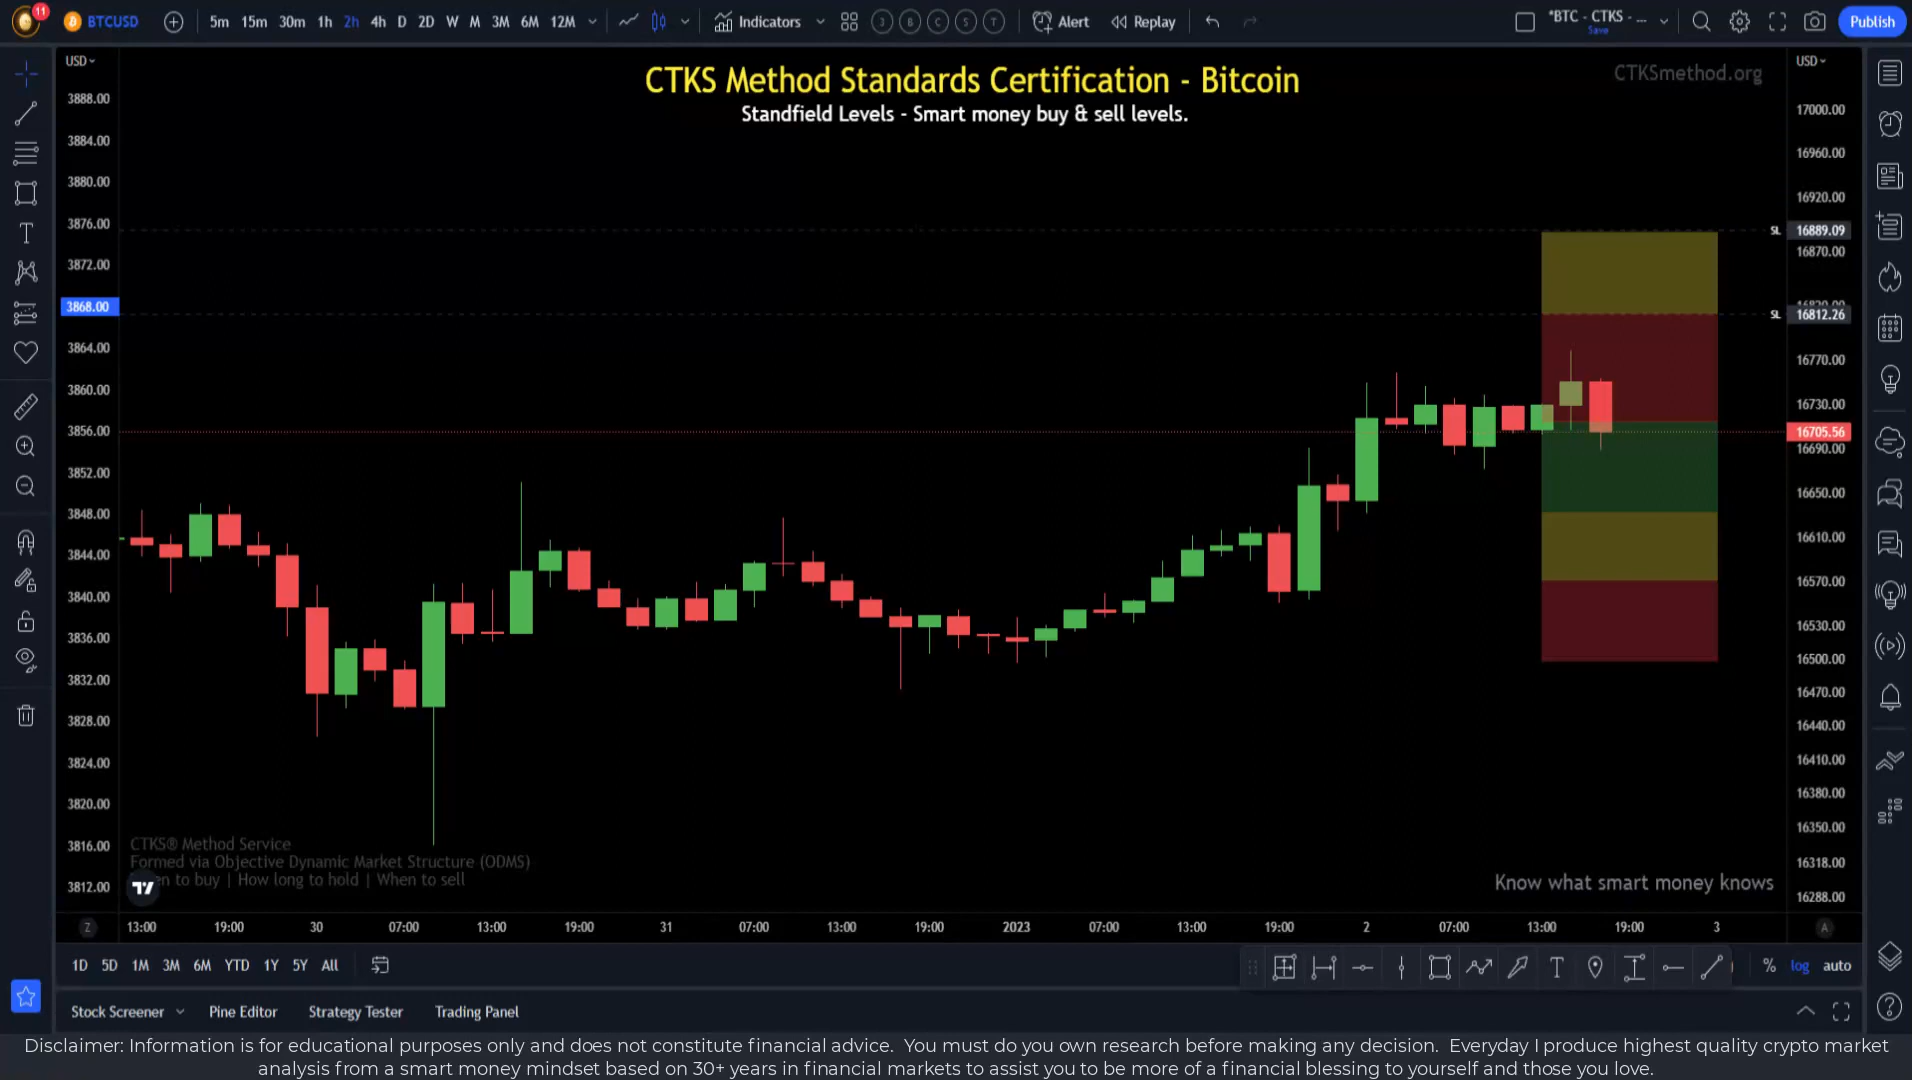 11
BTCUSD
5m 15m 30m 1h 2h 4h D 2D W M 3M 6M 12M
Indicators
3 B C S T
Alert
Replay
*BTC - CTKS - ...
Save
Publish
USD
USD
CTKS Method Standards Certification - Bitcoin
Standfield Levels - Smart money buy & sell levels.
CTKSmethod.org
3888.00
3884.00
3880.00
3876.00
3872.00
3868.00
3864.00
3860.00
3856.00
3852.00
3848.00
3844.00
3840.00
3836.00
3832.00
3828.00
3824.00
3820.00
3816.00
3812.00
17000.00
16960.00
16920.00
SL 16889.09
16870.00
SL 16812.26
16770.00
16730.00
16705.56
16690.00
16650.00
16610.00
16570.00
16530.00
16500.00
16470.00
16440.00
16410.00
16380.00
16350.00
16318.00
16288.00
CTKS® Method Service
Formed via Objective Dynamic Market Structure (ODMS)
en to buy | How long to hold | When to sell
Know what smart money knows
Z 13:00 19:00 30 07:00 13:00 19:00 31 07:00 13:00 19:00 2023 07:00 13:00 19:00 2 07:00 13:00 19:00 3 A
1D 5D 1M 3M 6M YTD 1Y 5Y All
% log auto
Stock Screener Pine Editor Strategy Tester Trading Panel
Disclaimer: Information is for educational purposes only and does not constitute financial advice. You must do you own research before making any decision. Everyday I produce highest quality crypto market
analysis from a smart money mindset based on 30+ years in financial markets to assist you to be more of a financial blessing to yourself and those you love.